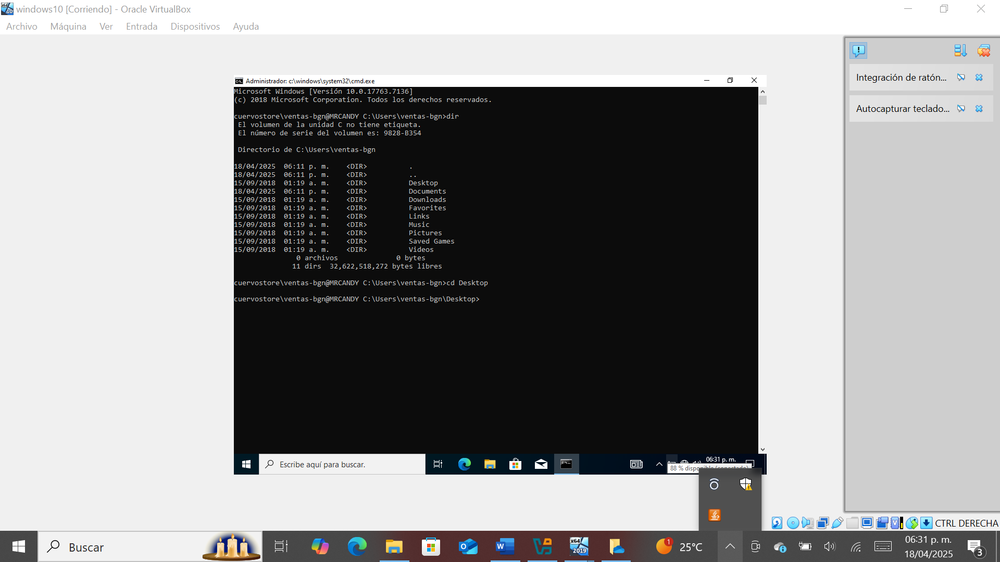 windows10 [Corriendo] - Oracle VirtualBox
Archivo Máquina Ver Entrada Dispositivos Ayuda
Integración de ratón...
Autocapturar teclado...
Administrador: c:\windows\system32\cmd.exe
Microsoft Windows [Versión 10.0.17763.7136]
(c) 2018 Microsoft Corporation. Todos los derechos reservados.
cuervostore\ventas-bgn@MRCANDY C:\Users\ventas-bgn>dir
El volumen de la unidad C no tiene etiqueta.
El número de serie del volumen es: 9828-B354
Directorio de C:\Users\ventas-bgn
18/04/2025 06:11 p. m. <DIR> .
18/04/2025 06:11 p. m. <DIR> ..
15/09/2018 01:19 a. m. <DIR> Desktop
18/04/2025 06:11 p. m. <DIR> Documents
15/09/2018 01:19 a. m. <DIR> Downloads
15/09/2018 01:19 a. m. <DIR> Favorites
15/09/2018 01:19 a. m. <DIR> Links
15/09/2018 01:19 a. m. <DIR> Music
15/09/2018 01:19 a. m. <DIR> Pictures
15/09/2018 01:19 a. m. <DIR> Saved Games
15/09/2018 01:19 a. m. <DIR> Videos
0 archivos 0 bytes
11 dirs 32,622,518,272 bytes libres
cuervostore\ventas-bgn@MRCANDY C:\Users\ventas-bgn>cd Desktop
cuervostore\ventas-bgn@MRCANDY C:\Users\ventas-bgn\Desktop>
Escribe aquí para buscar.
06:31 p. m.
88 % disponible (conectado)
CTRL DERECHA
Buscar
x64
2019
1
25°C
06:31 p. m.
18/04/2025
3